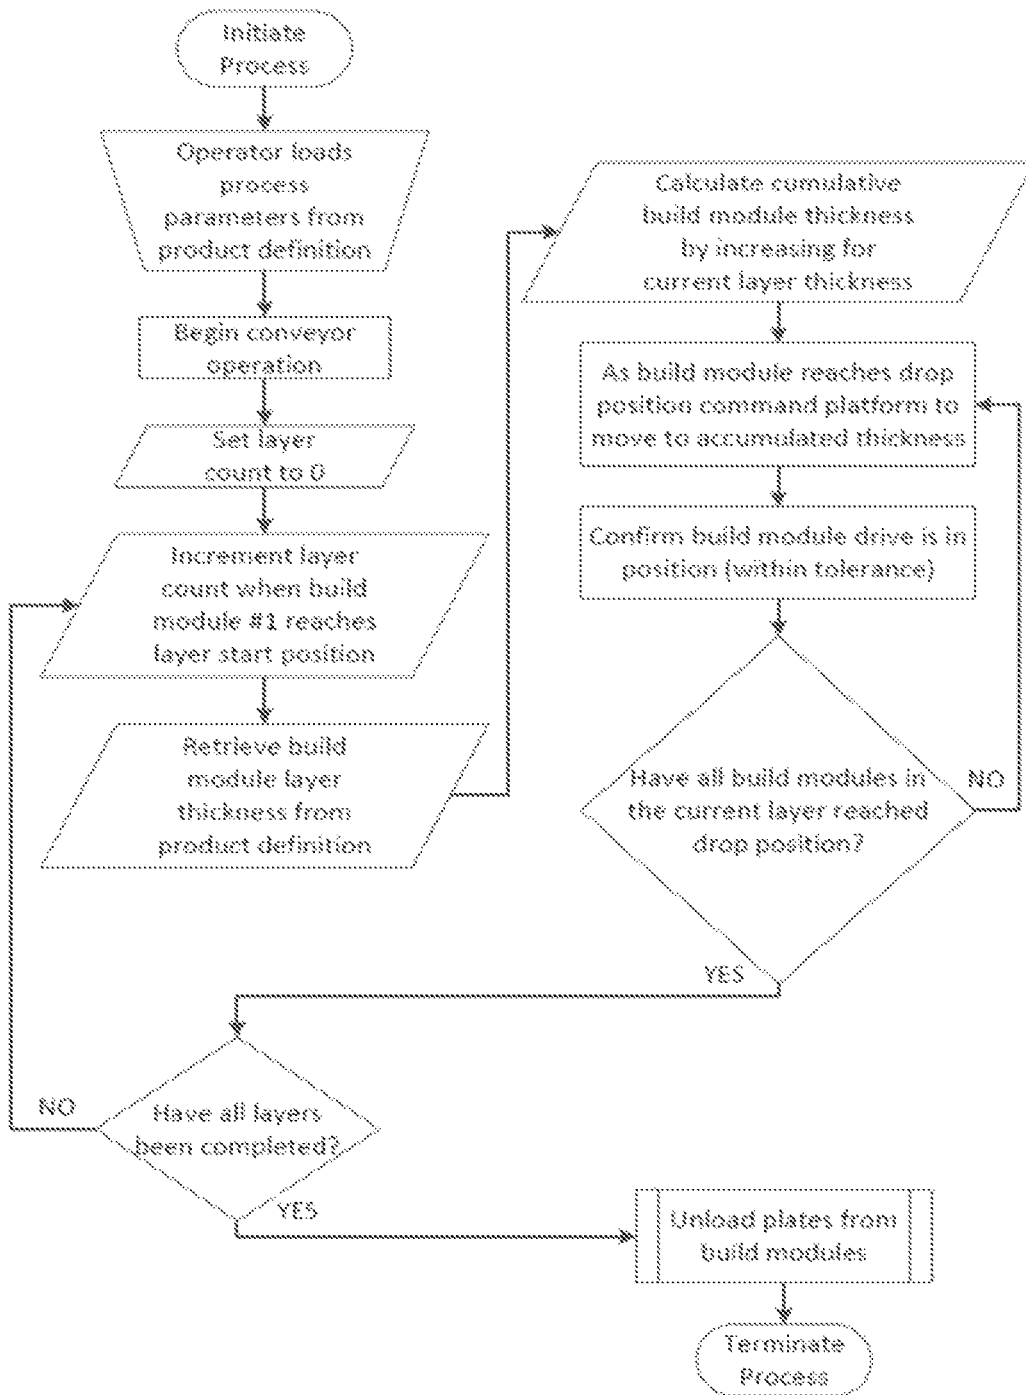 Initiate
Process
Operator loads
process
parameters from
product definition
Begin conveyor
operation
Set layer
count to 0
Increment layer
count when build
module #1 reaches
layer start position
Retrieve build
module layer
thickness from
product definition
Calculate cumulative
build module thickness
by increasing for
current layer thickness
As build module reaches drop
position command platform to
move to accumulated thickness
Confirm build module drive is in
position (within tolerance)
Have all build modules in
the current layer reached
drop position?
NO
YES
Have all layers
been completed?
NO
YES
Unload plates from
build modules
Terminate
Process